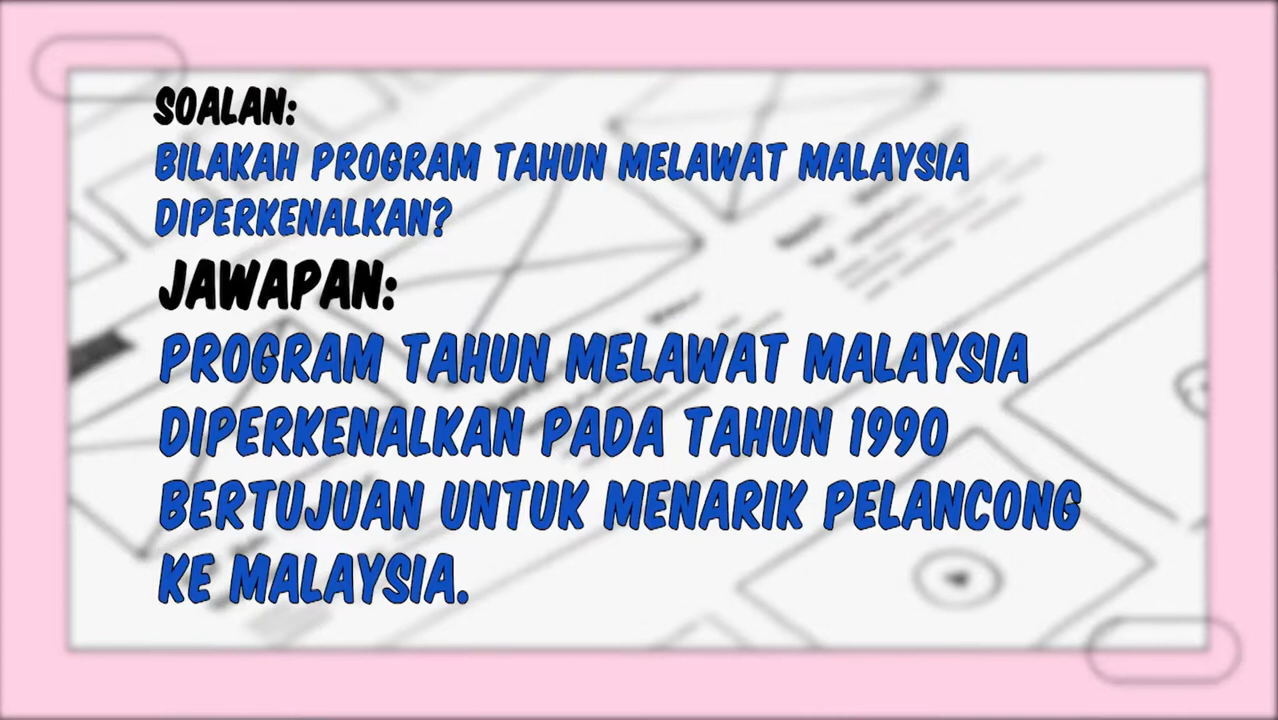 SOALAN:
BILAKAH PROGRAM TAHUN MELAWAT MALAYSIA
DIPERKENALKAN?
JAWAPAN:
PROGRAM TAHUN MELAWAT MALAYSIA
DIPERKENALKAN PADA TAHUN 1990
BERTUJUAN UNTUK MENARIK PELANCONG
KE MALAYSIA.